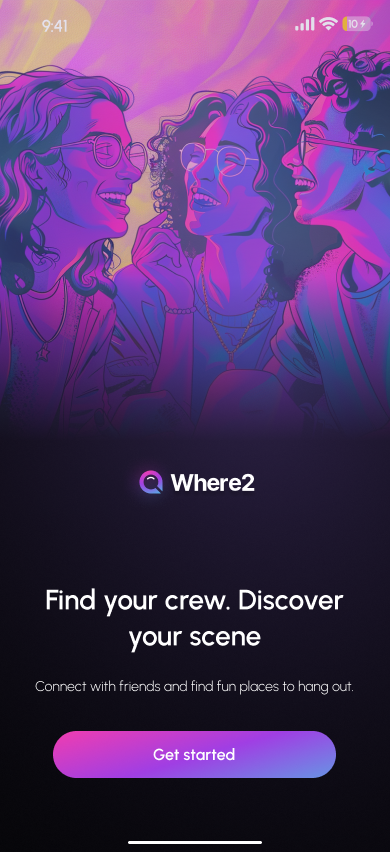 9:41
10
Where2
Find your crew. Discover
your scene
Connect with friends and find fun places to hang out.
Get started